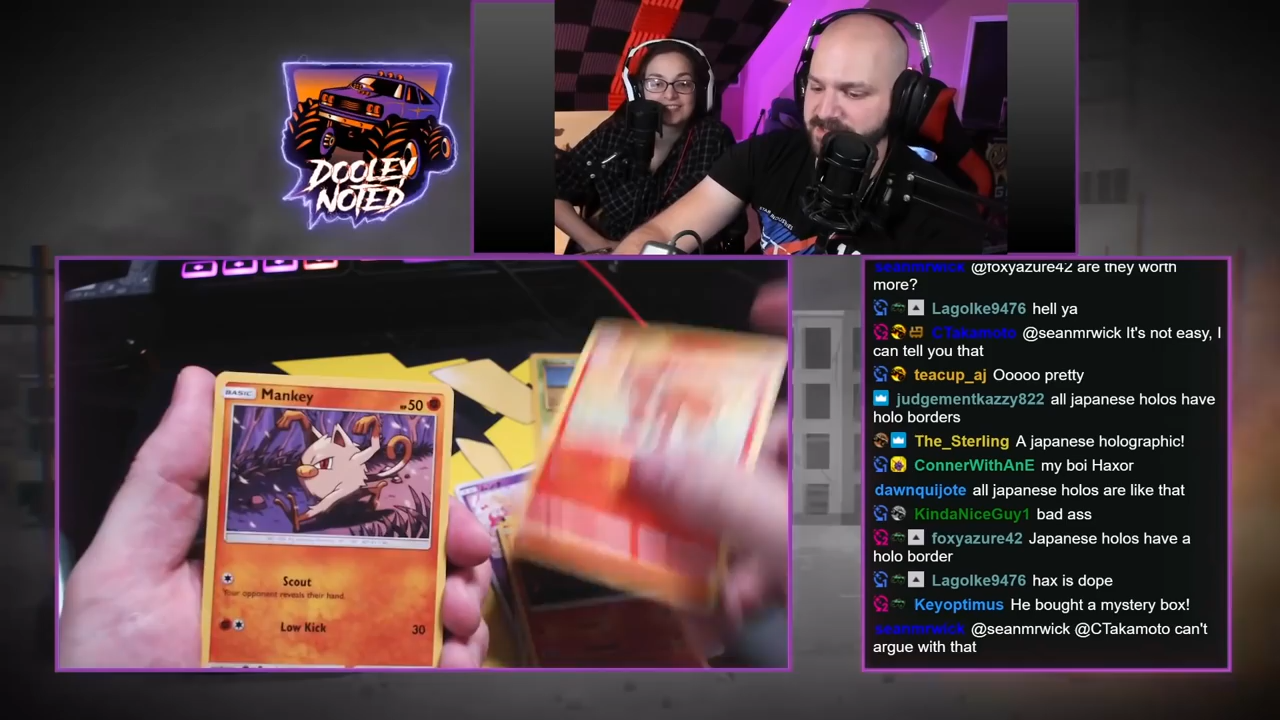 DOOLEY
NOTED
BASIC Mankey 50
Scout
Your opponent reveals their hand.
Low Kick 30
seanmrwick @foxyazure42 are they worth
more?
Lagolke9476 hell ya
CTakamoto @seanmrwick It's not easy, I
can tell you that
teacup_aj Ooooo pretty
judgementkazzy822 all japanese holos have
holo borders
The_Sterling A japanese holographic!
ConnerWithAnE my boi Haxor
dawnquijote all japanese holos are like that
KindaNiceGuy1 bad ass
foxyazure42 Japanese holos have a
holo border
Lagolke9476 hax is dope
Keyoptimus He bought a mystery box!
seanmrwick @seanmrwick @CTakamoto can't
argue with that